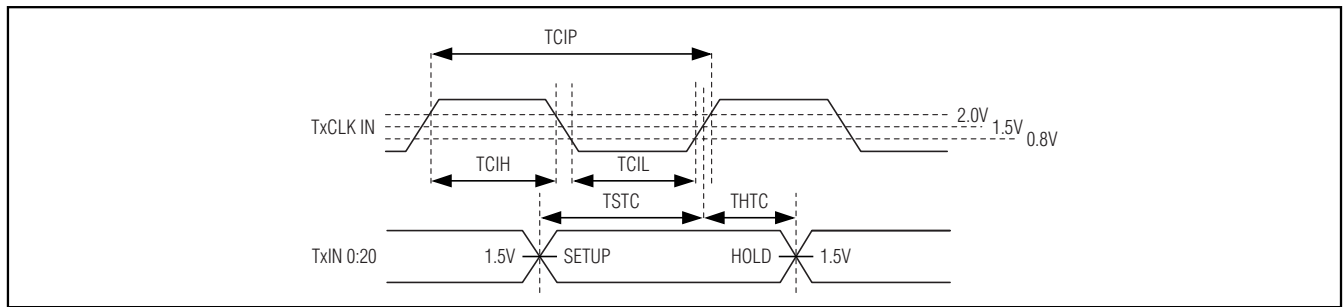 TCIP
TxCLK IN
2.0V
1.5V
0.8V
TCIH
TCIL
TSTC
THTC
TxIN 0:20
1.5V
SETUP
HOLD
1.5V